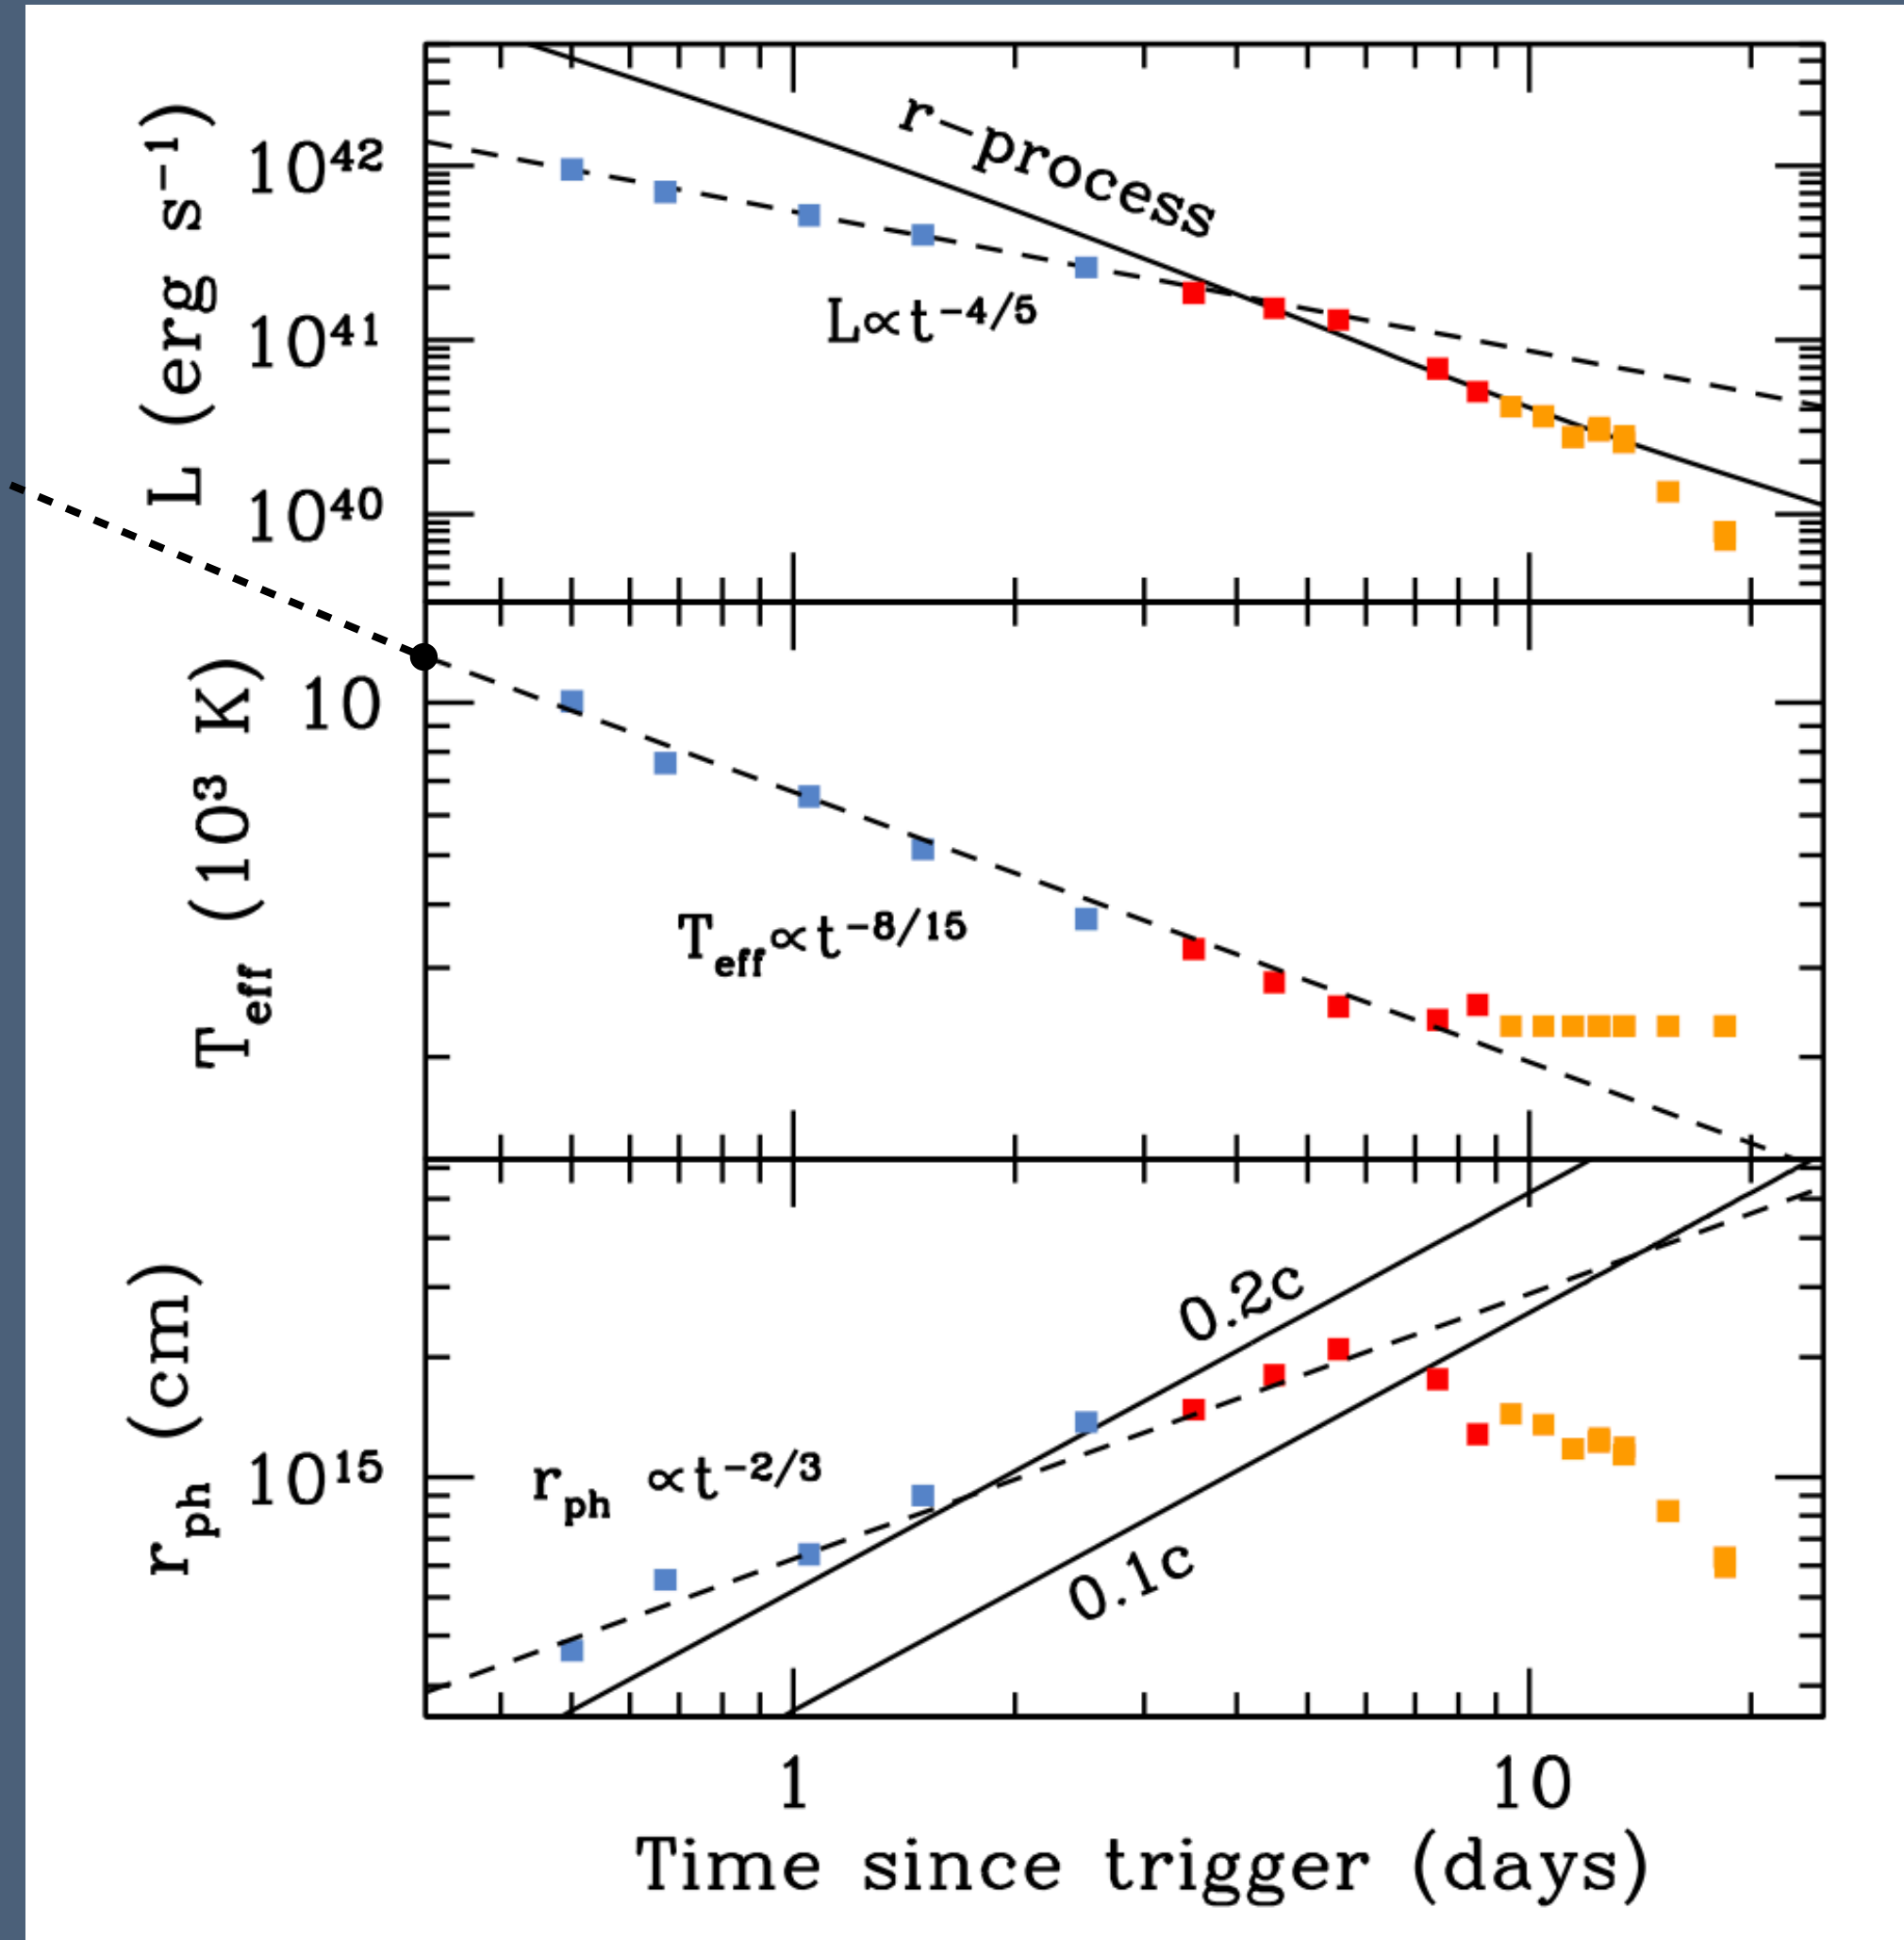 L (erg s⁻¹)
10⁴²
10⁴¹
10⁴⁰
r-process
L∝t⁻⁴/⁵
T_eff (10³ K)
10
T_eff∝t⁻⁸/¹⁵
r_ph (cm)
10¹⁵
r_ph ∝t⁻²/³
0.2c
0.1c
1 10
Time since trigger (days)